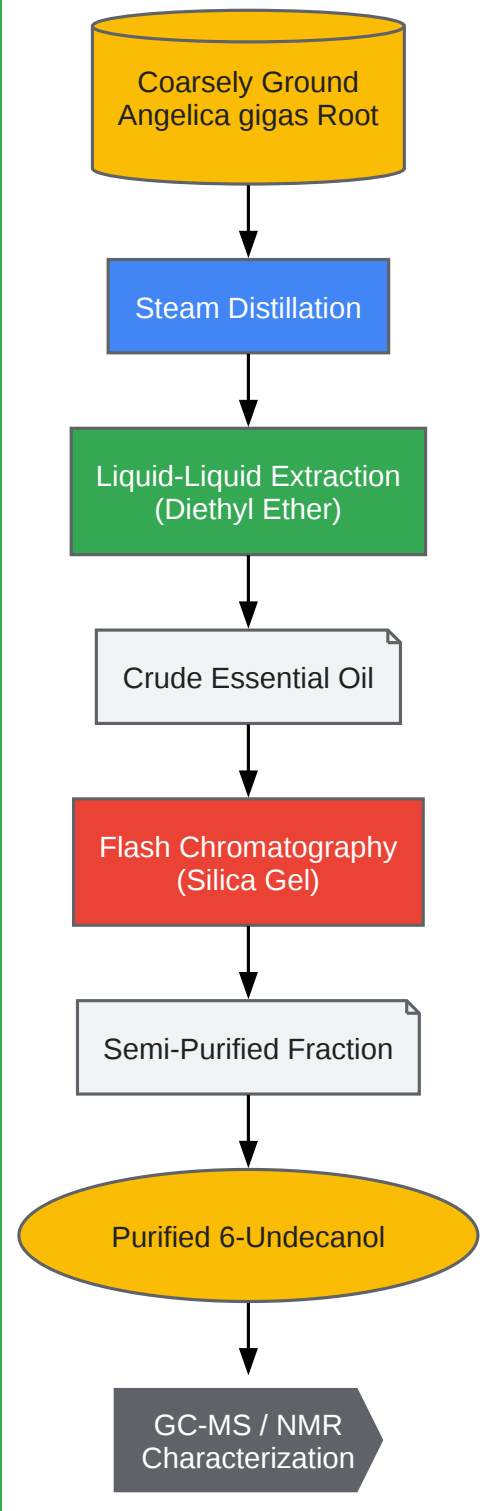 Coarsely Ground
Angelica gigas Root
Steam Distillation
Liquid-Liquid Extraction
(Diethyl Ether)
Crude Essential Oil
Flash Chromatography
(Silica Gel)
Semi-Purified Fraction
Purified 6-Undecanol
GC-MS / NMR
Characterization